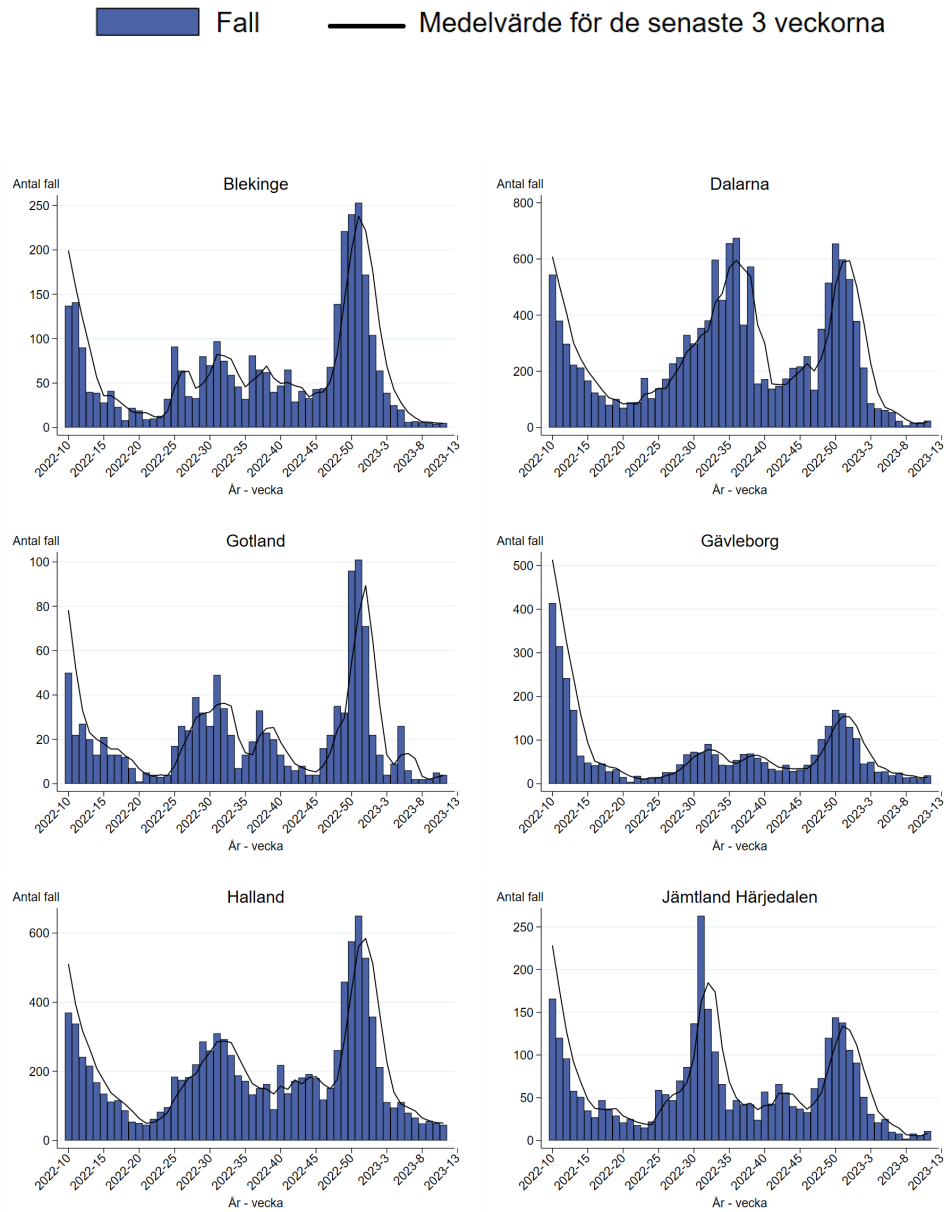 Fall Medelvärde för de senaste 3 veckorna
Antal fall
Blekinge
250
200
150
100
50
0
2022-10 2022-15 2022-20 2022-25 2022-30 2022-35 2022-40 2022-45 2022-50 2023-3 2023-8 2023-13
År - vecka
Antal fall
Dalarna
800
600
400
200
0
2022-10 2022-15 2022-20 2022-25 2022-30 2022-35 2022-40 2022-45 2022-50 2023-3 2023-8 2023-13
År - vecka
Antal fall
Gotland
100
80
60
40
20
0
2022-10 2022-15 2022-20 2022-25 2022-30 2022-35 2022-40 2022-45 2022-50 2023-3 2023-8 2023-13
År - vecka
Antal fall
Gävleborg
500
400
300
200
100
0
2022-10 2022-15 2022-20 2022-25 2022-30 2022-35 2022-40 2022-45 2022-50 2023-3 2023-8 2023-13
År - vecka
Antal fall
Halland
600
400
200
0
2022-10 2022-15 2022-20 2022-25 2022-30 2022-35 2022-40 2022-45 2022-50 2023-3 2023-8 2023-13
År - vecka
Antal fall
Jämtland Härjedalen
250
200
150
100
50
0
2022-10 2022-15 2022-20 2022-25 2022-30 2022-35 2022-40 2022-45 2022-50 2023-3 2023-8 2023-13
År - vecka